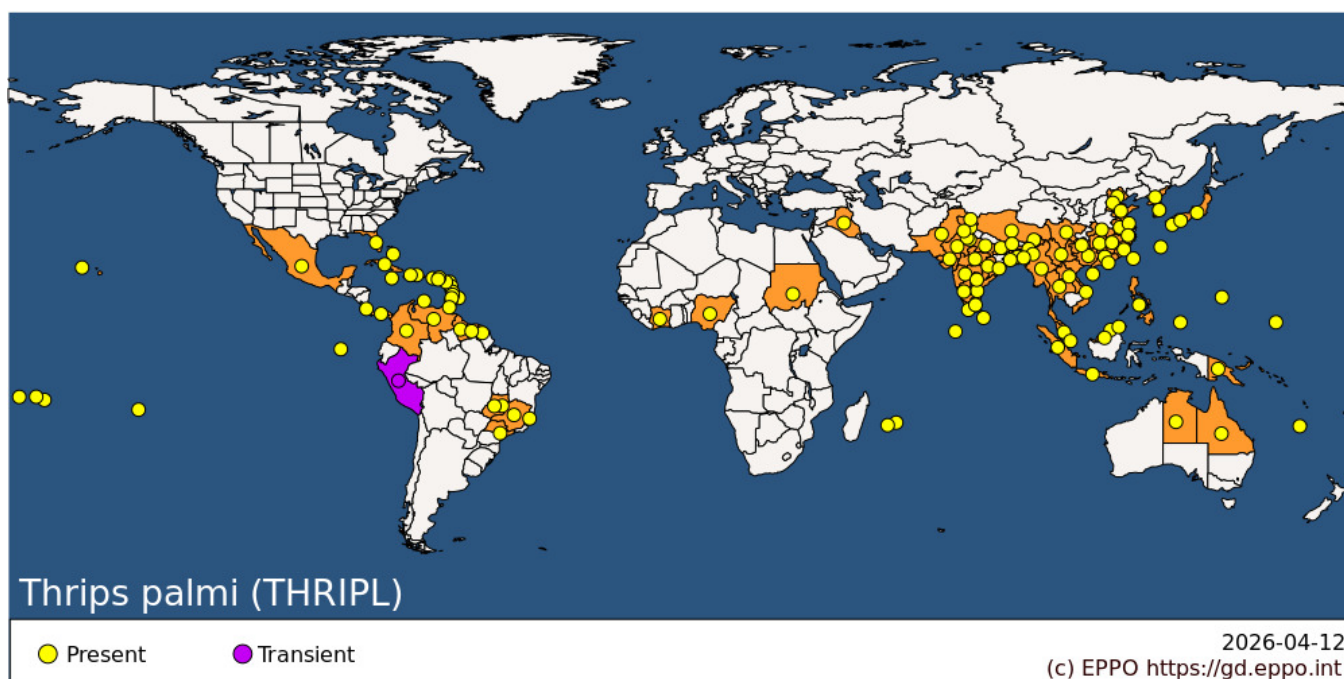 Thrips palmi (THRIPL)
Present
Transient
2026-04-12
(c) EPPO https://gd.eppo.int